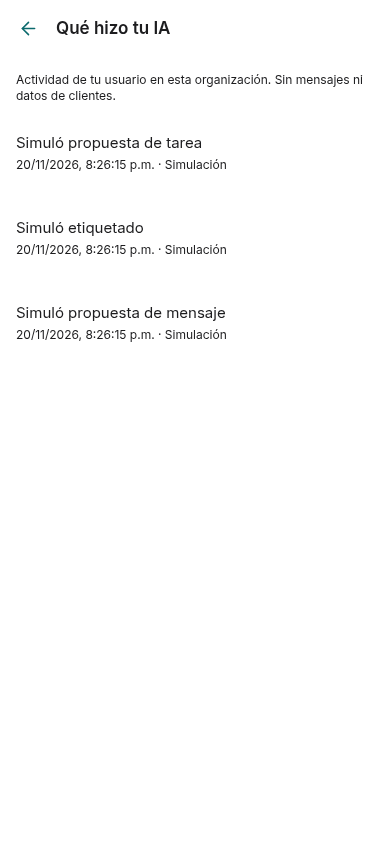 Qué hizo tu IA
Actividad de tu usuario en esta organización. Sin mensajes ni
datos de clientes.
Simuló propuesta de tarea
20/11/2026, 8:26:15 p.m. · Simulación
Simuló etiquetado
20/11/2026, 8:26:15 p.m. · Simulación
Simuló propuesta de mensaje
20/11/2026, 8:26:15 p.m. · Simulación